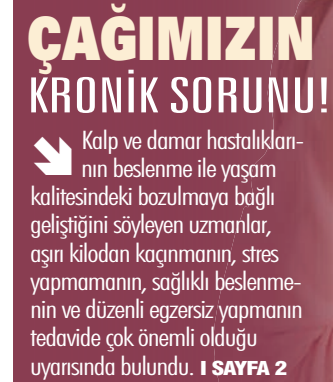 ÇAĞIMIZIN
KRONİK SORUNU!
Kalp ve damar hastalıkları-
nın beslenme ile yaşam
kalitesindeki bozulmaya bağlı
geliştiğini söyleyen uzmanlar,
aşırı kilodan kaçınmanın, stres
yapmamanın, sağlıklı beslenme-
nin ve düzenli egzersiz yapmanın
tedavide çok önemli olduğu
uyarısında bulundu. I SAYFA 2